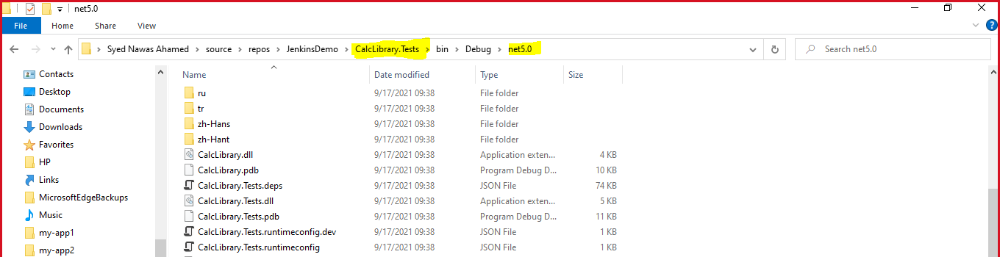 net5.0
File Home Share View
Syed Nawas Ahamed source repos JenkinsDemo CalcLibrary.Tests bin Debug net5.0 Search net5.0
Contacts
Desktop
Documents
Downloads
Favorites
HP
Links
MicrosoftEdgeBackups
Music
my-app1
my-app2
Name Date modified Type Size
ru 9/17/2021 09:38 File folder
tr 9/17/2021 09:38 File folder
zh-Hans 9/17/2021 09:38 File folder
zh-Hant 9/17/2021 09:38 File folder
CalcLibrary.dll 9/17/2021 09:38 Application exten... 4 KB
CalcLibrary.pdb 9/17/2021 09:38 Program Debug D... 10 KB
CalcLibrary.Tests.deps 9/17/2021 09:38 JSON File 74 KB
CalcLibrary.Tests.dll 9/17/2021 09:38 Application exten... 5 KB
CalcLibrary.Tests.pdb 9/17/2021 09:38 Program Debug D... 11 KB
CalcLibrary.Tests.runtimeconfig.dev 9/17/2021 09:38 JSON File 1 KB
CalcLibrary.Tests.runtimeconfig 9/17/2021 09:38 JSON File 1 KB